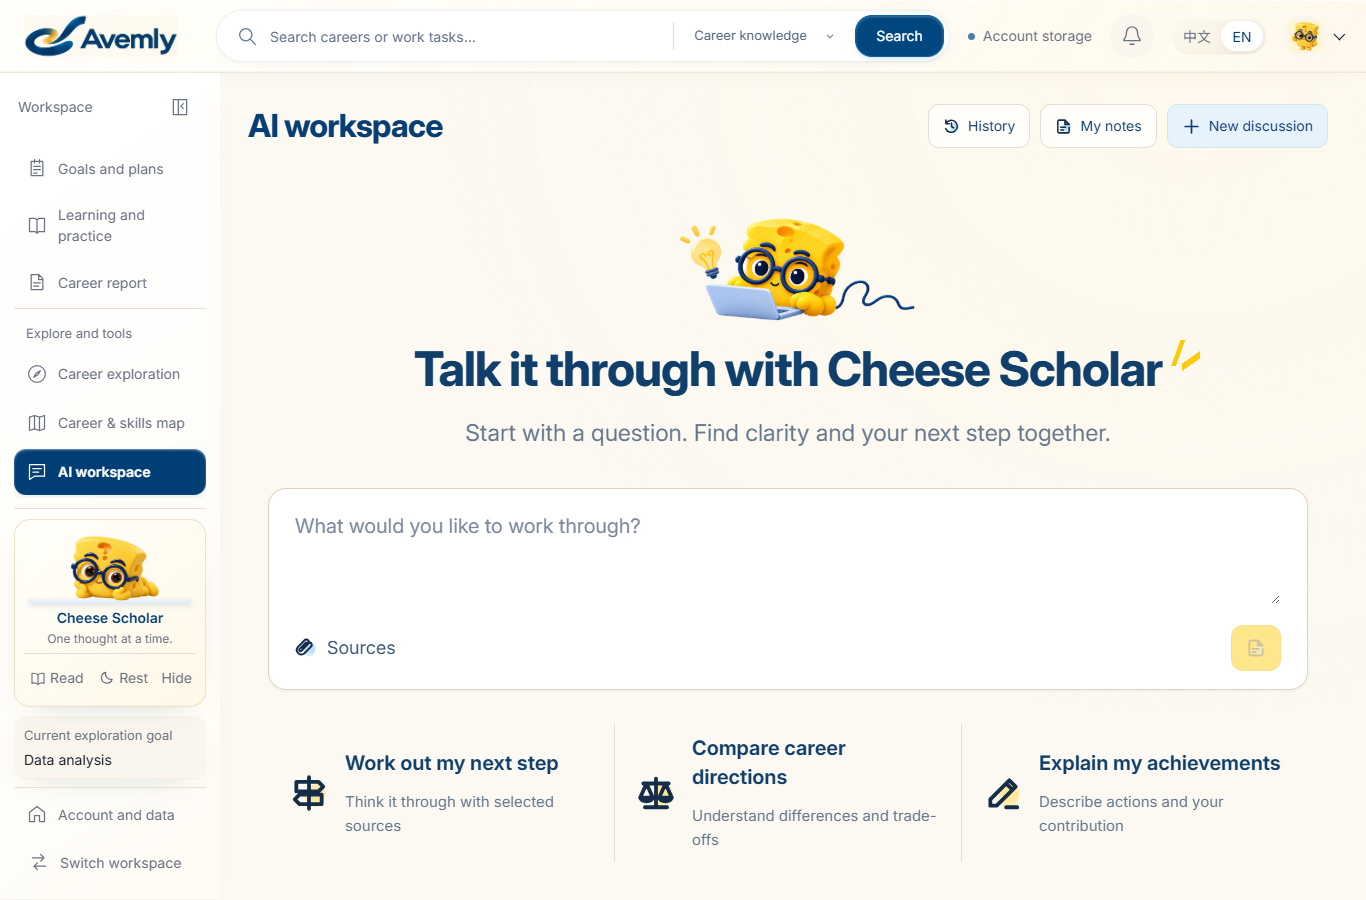 Avemly
Search careers or work tasks...
Career knowledge
Search
Account storage
中文
EN
Workspace
Goals and plans
Learning and
practice
Career report
Explore and tools
Career exploration
Career & skills map
AI workspace
Cheese Scholar
One thought at a time.
Read
Rest
Hide
Current exploration goal
Data analysis
Account and data
Switch workspace
AI workspace
History
My notes
New discussion
Talk it through with Cheese Scholar
Start with a question. Find clarity and your next step together.
What would you like to work through?
Sources
Work out my next step
Think it through with selected
sources
Compare career
directions
Understand differences and trade-
offs
Explain my achievements
Describe actions and your
contribution